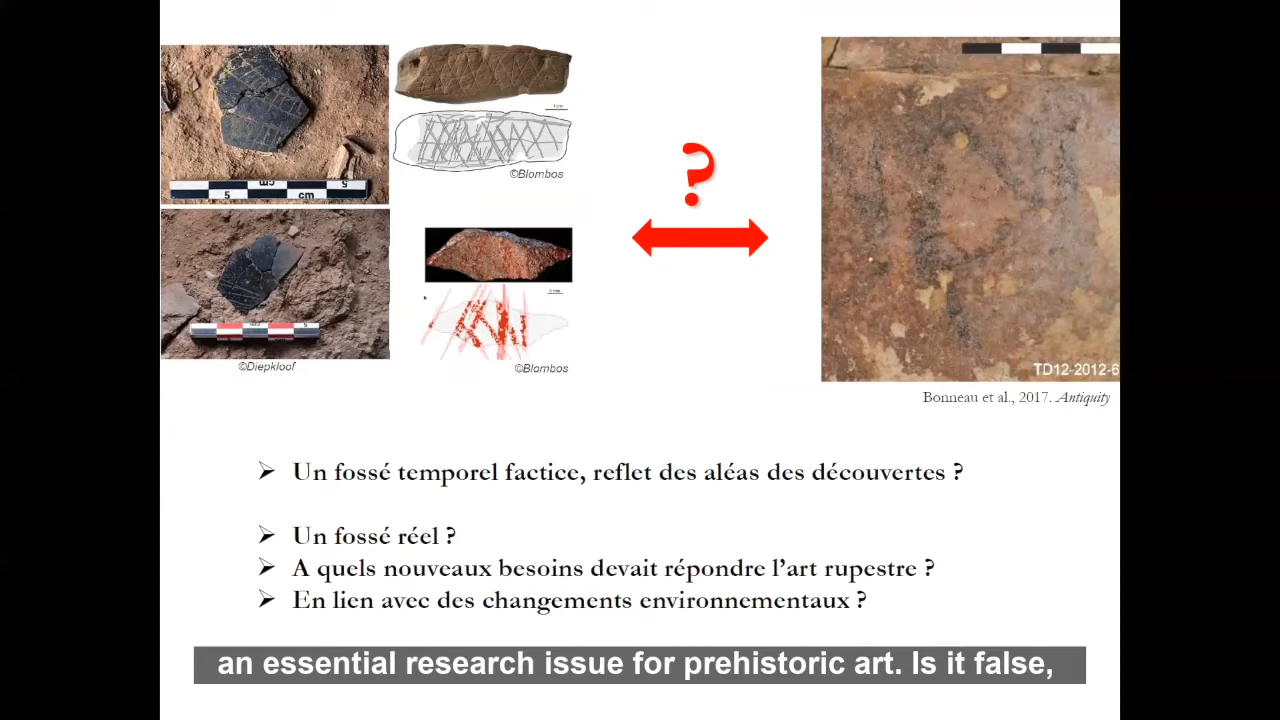 5 cm 5
©Diepkloof
©Blombos
©Blombos
?
TD12-2012-6
Bonneau et al., 2017. Antiquity
Un fossé temporel factice, reflet des aléas des découvertes ?
Un fossé réel ?
A quels nouveaux besoins devait répondre l’art rupestre ?
En lien avec des changements environnementaux ?
an essential research issue for prehistoric art. Is it false,